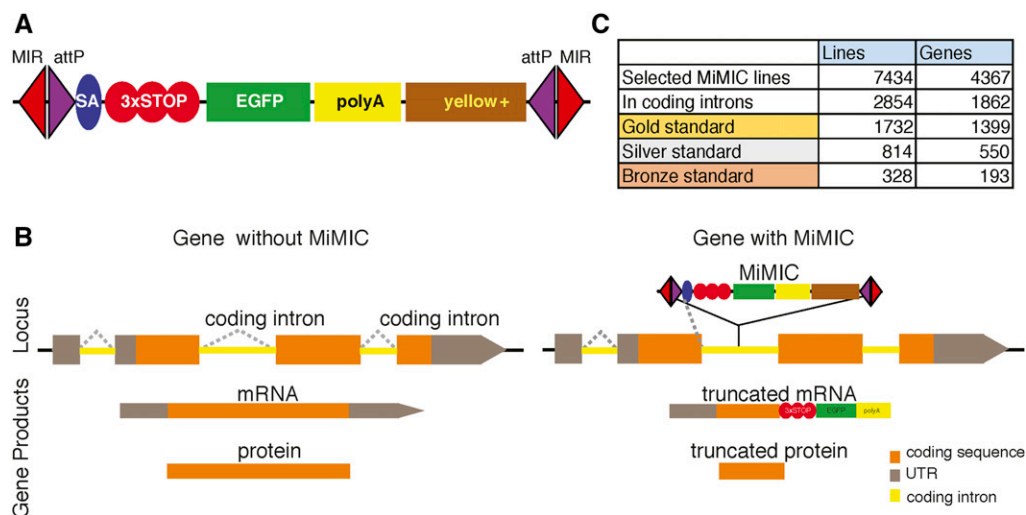 A
MIR attP attP MIR
SA 3xSTOP EGFP polyA yellow+
C
Lines Genes
Selected MiMIC lines 7434 4367
In coding introns 2854 1862
Gold standard 1732 1399
Silver standard 814 550
Bronze standard 328 193
B
Gene without MiMIC
Gene with MiMIC
MiMIC
Locus
coding intron coding intron
Gene Products
mRNA
protein
truncated mRNA
3xSTOP EGFP polyA
truncated protein
coding sequence
UTR
coding intron